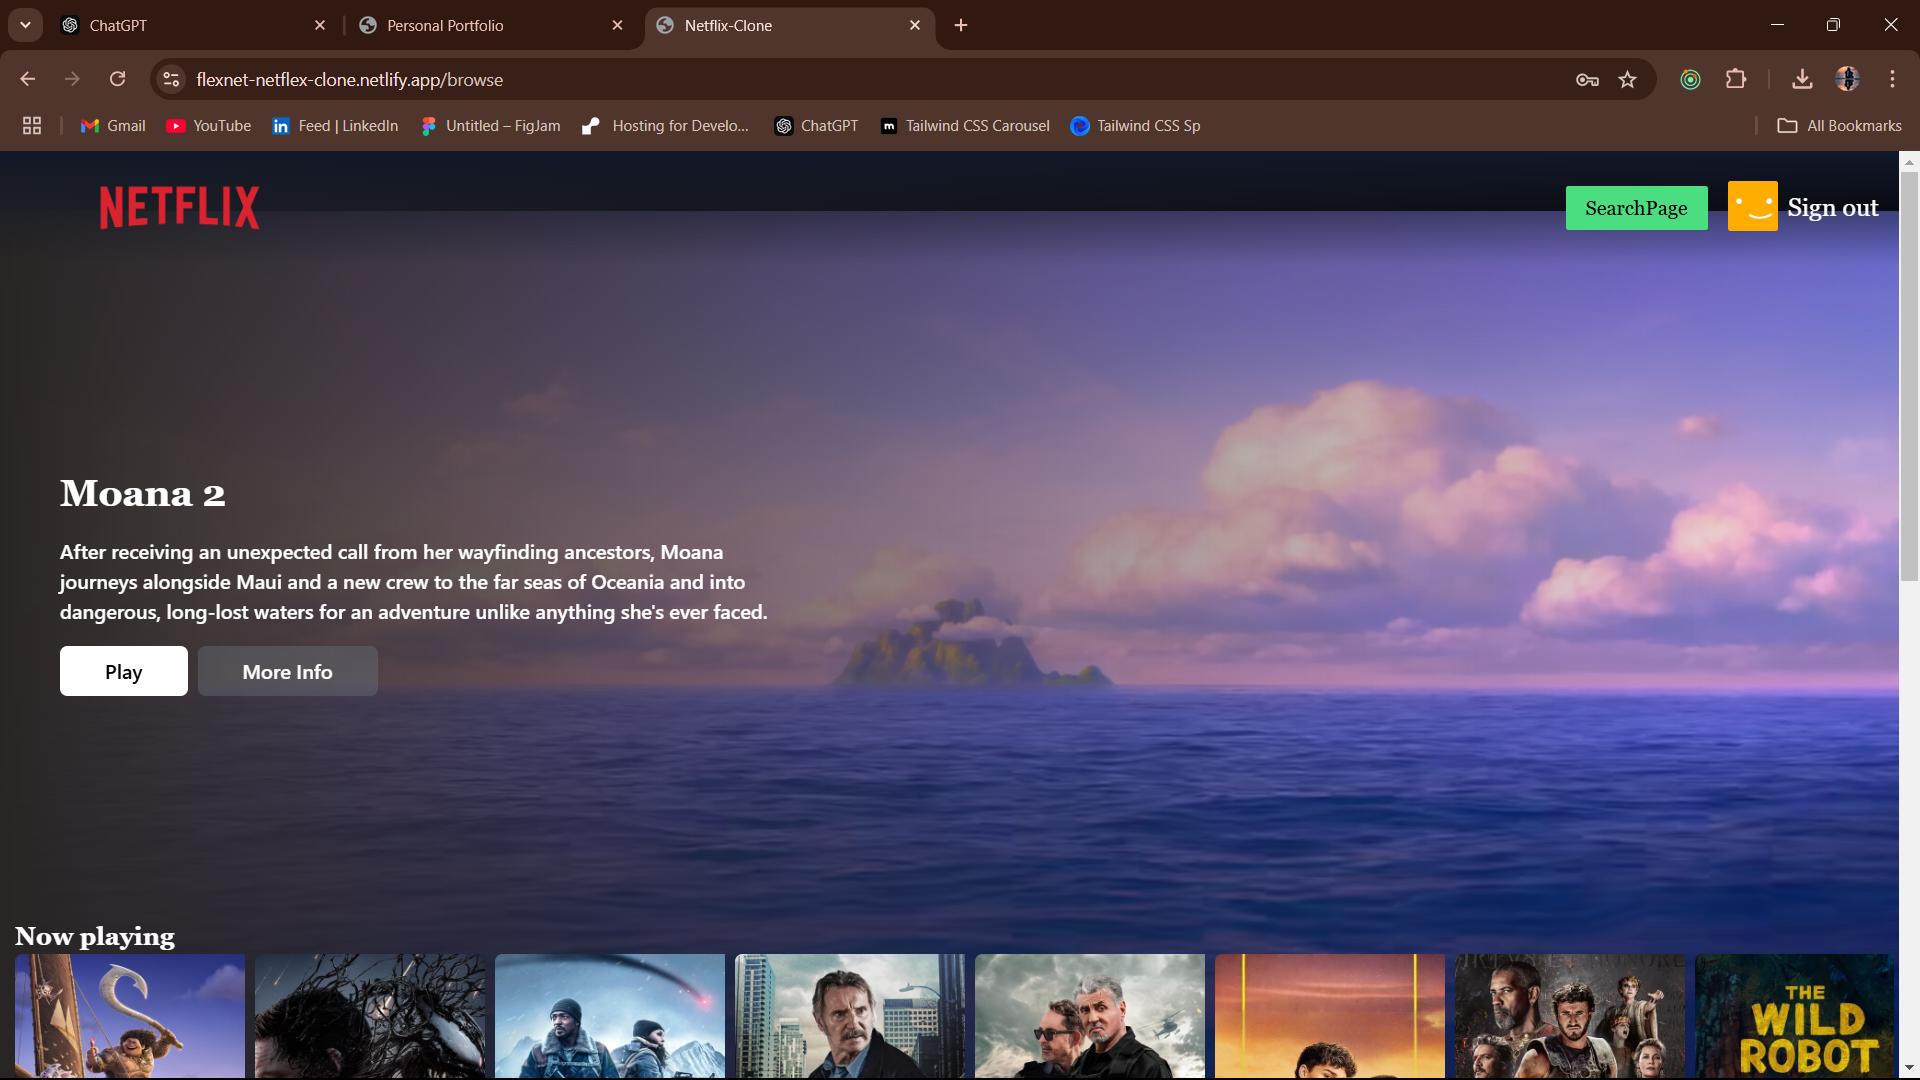 ChatGPT
Personal Portfolio
Netflix-Clone
flexnet-netflex-clone.netlify.app/browse
Gmail
YouTube
Feed | LinkedIn
Untitled – FigJam
Hosting for Develo...
ChatGPT
Tailwind CSS Carousel
Tailwind CSS Sp
All Bookmarks
NETFLIX
SearchPage
Sign out
Moana 2
After receiving an unexpected call from her wayfinding ancestors, Moana
journeys alongside Maui and a new crew to the far seas of Oceania and into
dangerous, long-lost waters for an adventure unlike anything she's ever faced.
Play
More Info
Now playing
THE
WILD
ROBOT